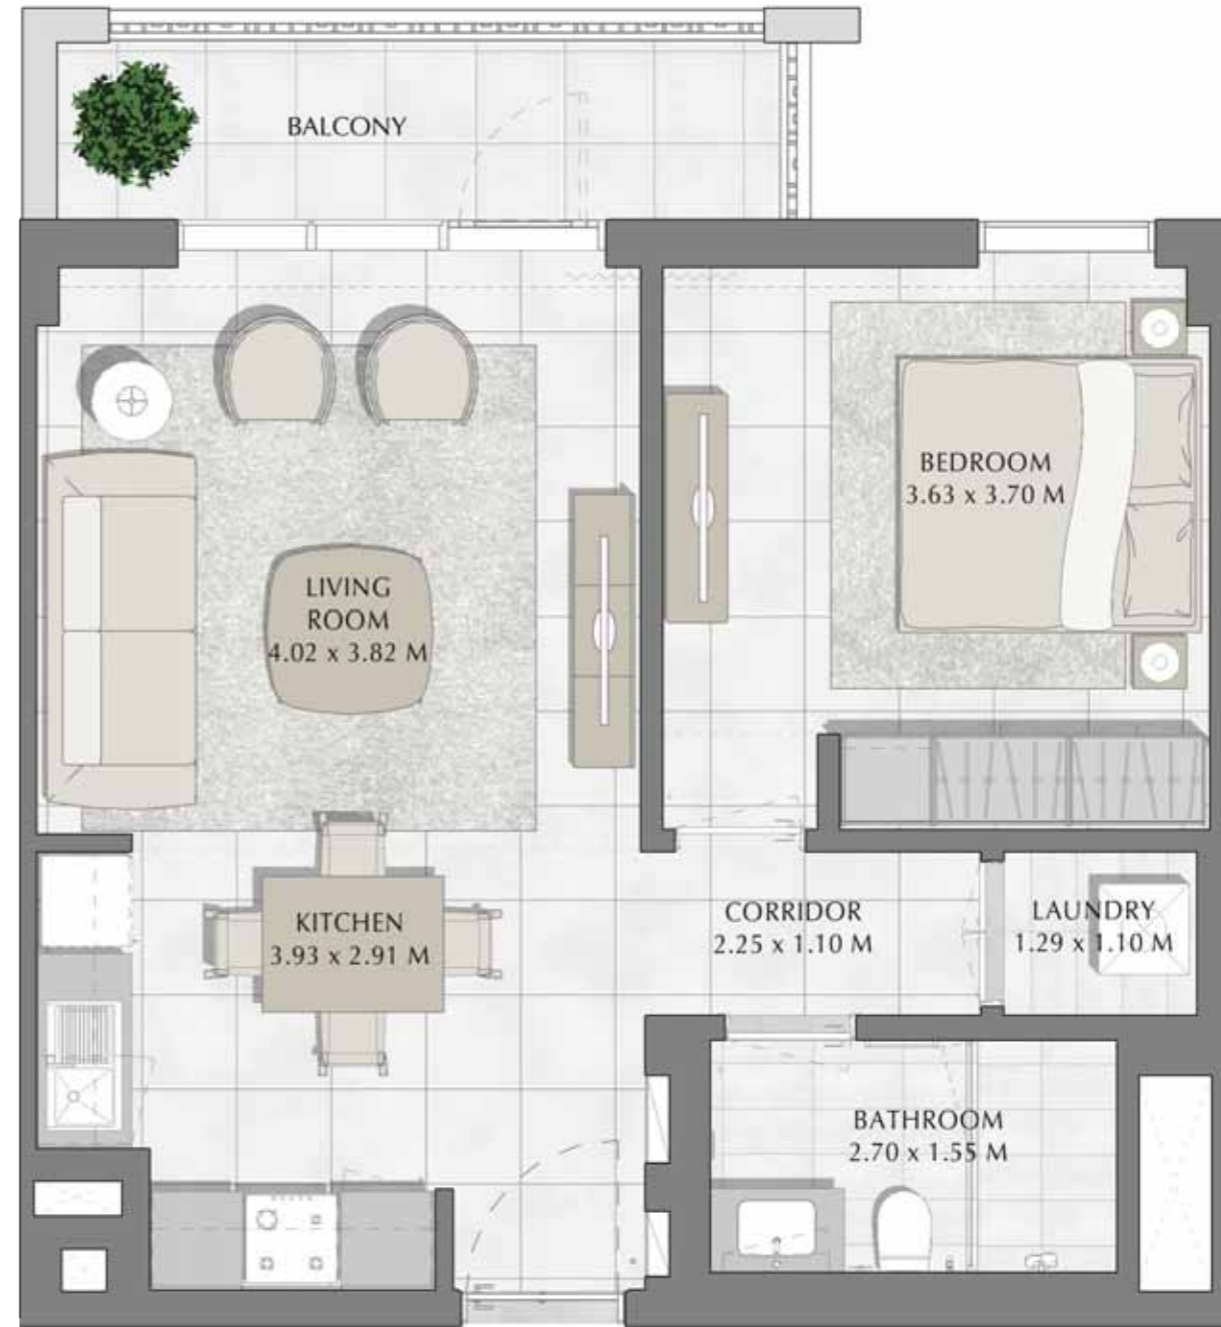 BALCONY
BEDROOM
3.63 x 3.70 M
LIVING
ROOM
4.02 x 3.82 M
KITCHEN
3.93 x 2.91 M
CORRIDOR
2.25 x 1.10 M
LAUNDRY
1.29 x 1.10 M
BATHROOM
2.70 x 1.55 M